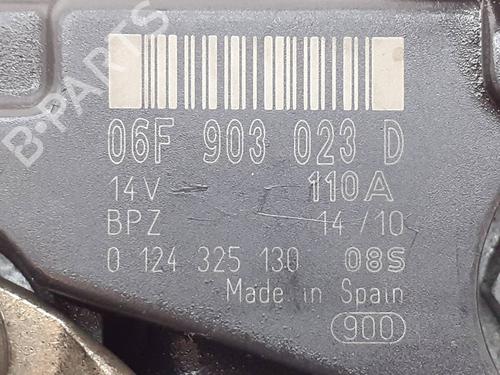 B-PARTS
06F 903 023 D
14V 110A
BPZ 14/10
0 124 325 130 08S
Made in Spain
900